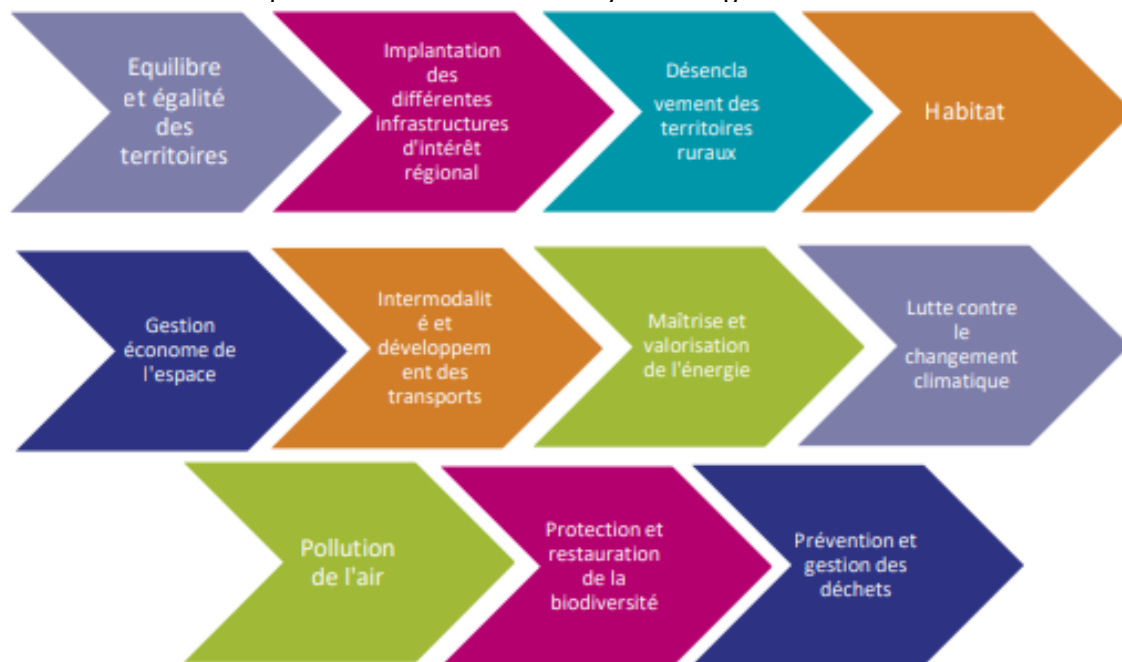 Equilibre
et égalité
des
territoires
Implantation
des
différentes
infrastructures
d'intérêt
régional
Désencla
vement des
territoires
ruraux
Habitat
Gestion
économe de
l'espace
Intermodalit
é et
développem
ent des
transports
Maîtrise et
valorisation
de l'énergie
Lutte contre
le
changement
climatique
Pollution
de l'air
Protection et
restauration
de la
biodiversité
Prévention et
gestion des
déchets